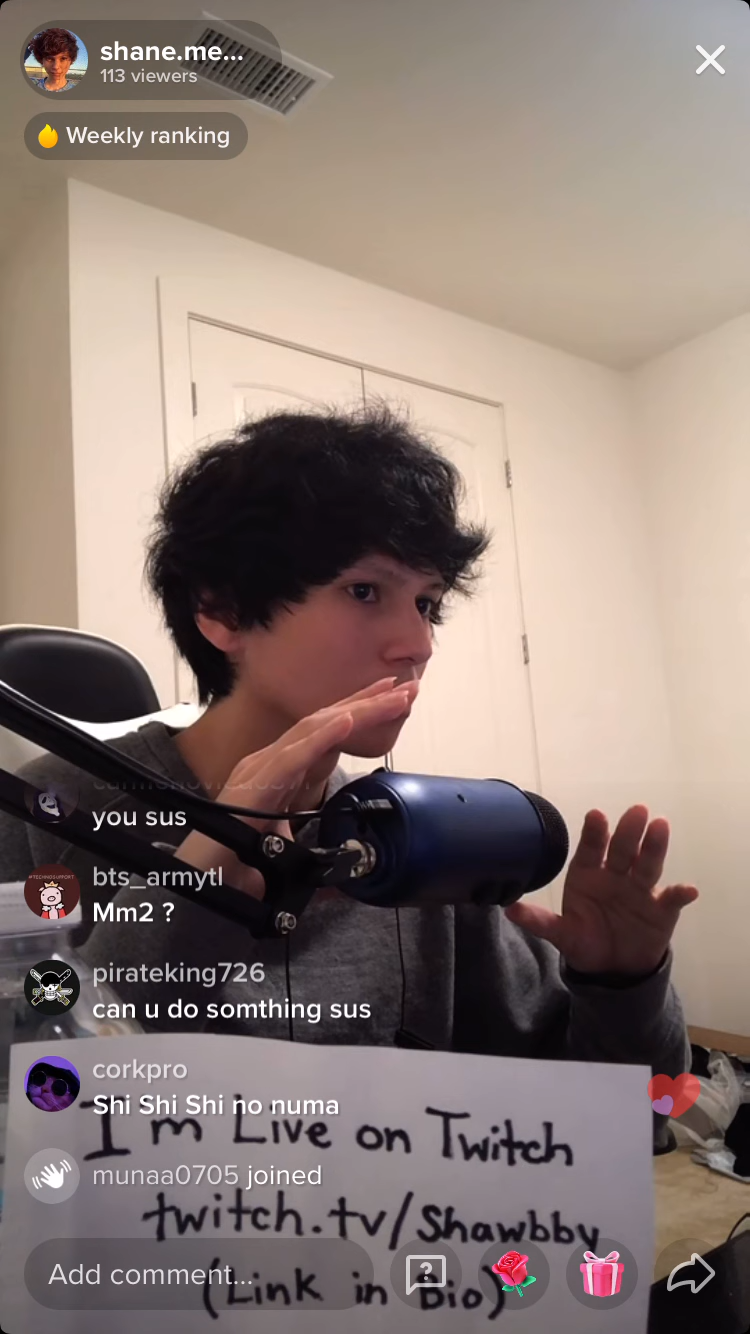 shane.me...
113 viewers
Weekly ranking
you sus
bts_armytl
Mm2 ?
pirateking726
can u do somthing sus
corkpro
Shi Shi Shi no numa
I'm Live on Twitch
munaa0705 joined
twitch.tv/Shawbby
Add comment...
(Link in Bio)